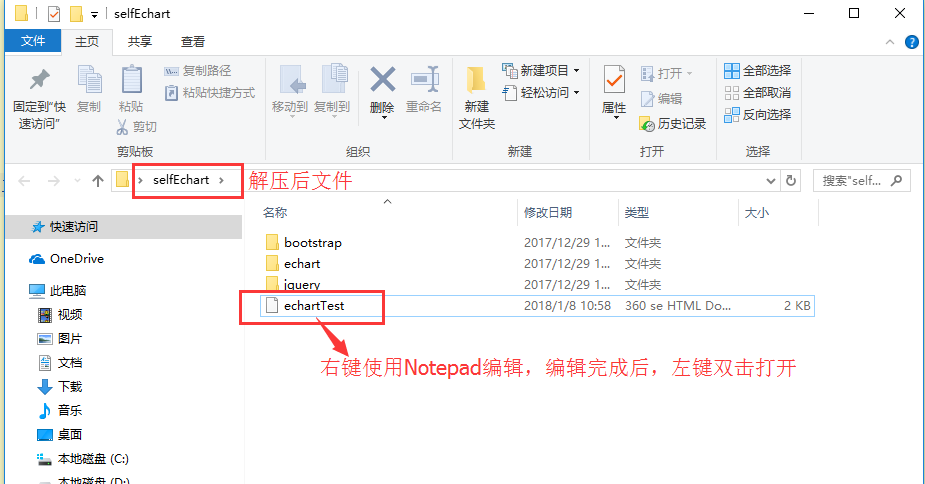 selfEchart
文件 主页 共享 查看
固定到“快速访问” 复制 粘贴 复制路径 粘贴快捷方式 剪切
剪贴板
移动到 复制到 删除 重命名
组织
新建文件夹 新建项目 轻松访问
新建
属性 打开 编辑 历史记录
打开
全部选择 全部取消 反向选择
选择
selfEchart 解压后文件 搜索"self...
名称 修改日期 类型 大小
快速访问
OneDrive
此电脑
视频
图片
文档
下载
音乐
桌面
本地磁盘 (C:)
本地磁盘 (D:)
bootstrap 2017/12/29 1... 文件夹
echart 2017/12/29 1... 文件夹
jquery 2017/12/29 1... 文件夹
echartTest 2018/1/8 10:58 360 se HTML Do... 2 KB
右键使用Notepad编辑，编辑完成后，左键双击打开